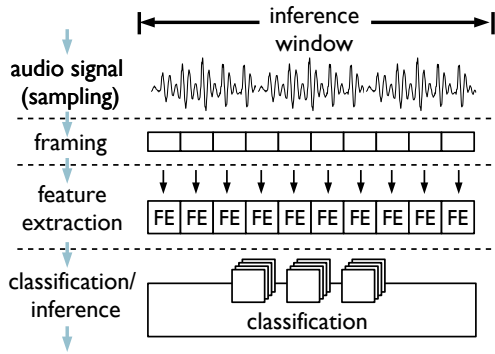 inference
window
audio signal
(sampling)
framing
feature
extraction
FE FE FE FE FE FE FE FE FE FE
classification/
inference
classification